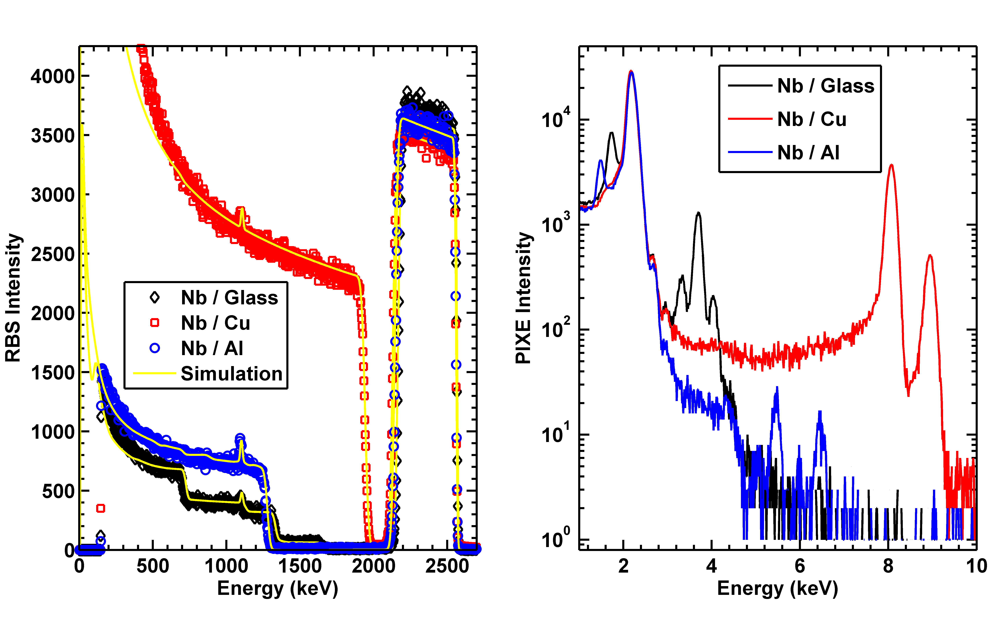 4000
3500
3000
2500
2000
1500
1000
500
0
0 500 1000 1500 2000 2500
Energy (keV)
RBS Intensity
Nb / Glass
Nb / Cu
Nb / Al
Simulation
10^4
10^3
10^2
10^1
10^0
2 4 6 8 10
Energy (keV)
PIXE Intensity
Nb / Glass
Nb / Cu
Nb / Al